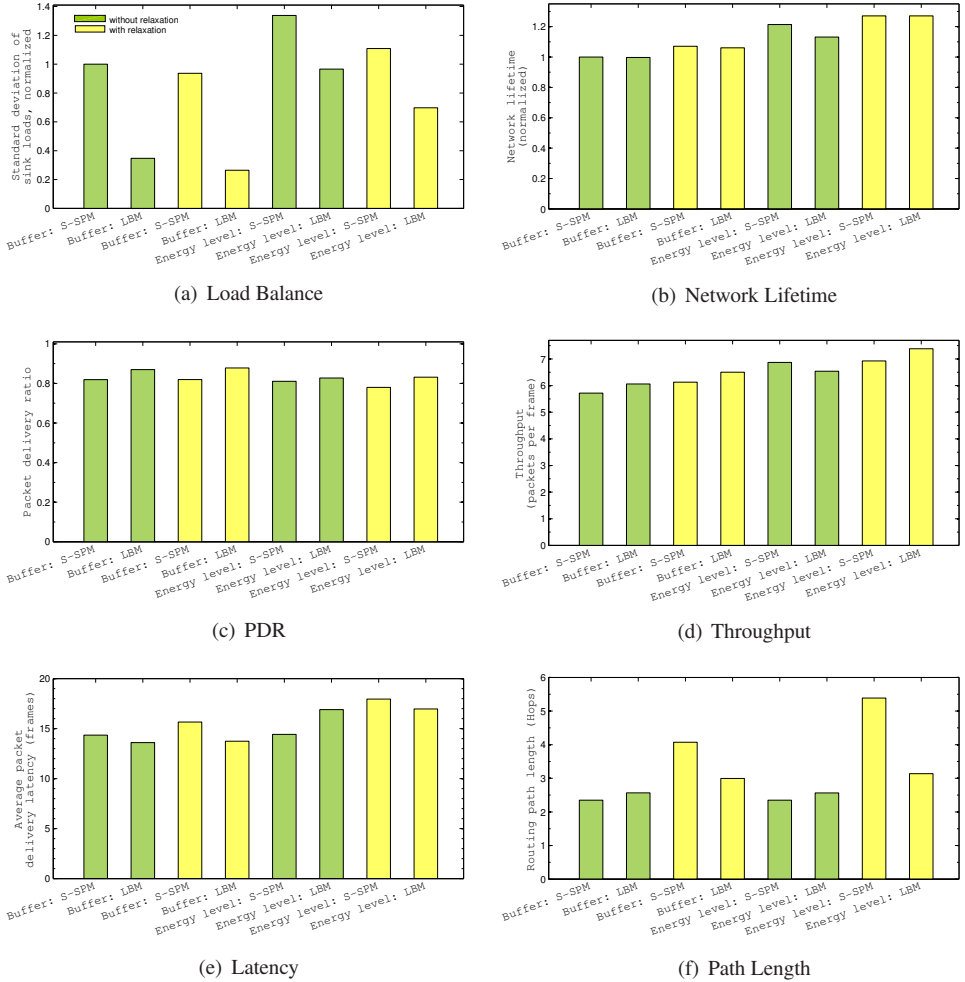 1.4
1.2
1
0.8
0.6
0.4
0.2
0
Standard deviation of
sink loads, normalized
without relaxation
with relaxation
Buffer: S-SPM
Buffer: LBM
Buffer: S-SPM
Buffer: LBM
Energy level: S-SPM
Energy level: LBM
Energy level: S-SPM
Energy level: LBM
(a) Load Balance
1.2
1.0
0.8
0.6
0.4
0.2
0.0
Network lifetime
(normalized)
Buffer: S-SPM
Buffer: LBM
Buffer: S-SPM
Buffer: LBM
Energy level: S-SPM
Energy level: LBM
Energy level: S-SPM
Energy level: LBM
(b) Network Lifetime
1
0.8
0.6
0.4
0.2
0
Packet delivery ratio
Buffer: S-SPM
Buffer: LBM
Buffer: S-SPM
Buffer: LBM
Energy level: S-SPM
Energy level: LBM
Energy level: S-SPM
Energy level: LBM
(c) PDR
7
6
5
4
3
2
1
0
Throughput
(packets per frame)
Buffer: S-SPM
Buffer: LBM
Buffer: S-SPM
Buffer: LBM
Energy level: S-SPM
Energy level: LBM
Energy level: S-SPM
Energy level: LBM
(d) Throughput
20
15
10
5
0
Average packet
delivery latency (frames)
Buffer: S-SPM
Buffer: LBM
Buffer: S-SPM
Buffer: LBM
Energy level: S-SPM
Energy level: LBM
Energy level: S-SPM
Energy level: LBM
(e) Latency
6
5
4
3
2
1
0
Routing path length (Hops)
Buffer: S-SPM
Buffer: LBM
Buffer: S-SPM
Buffer: LBM
Energy level: S-SPM
Energy level: LBM
Energy level: S-SPM
Energy level: LBM
(f) Path Length